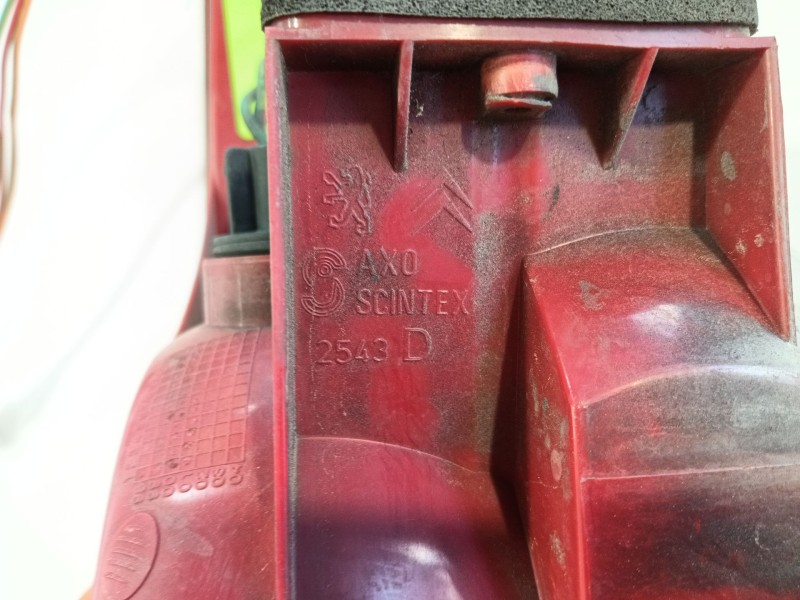 AXO
SCINTEX
2543 D